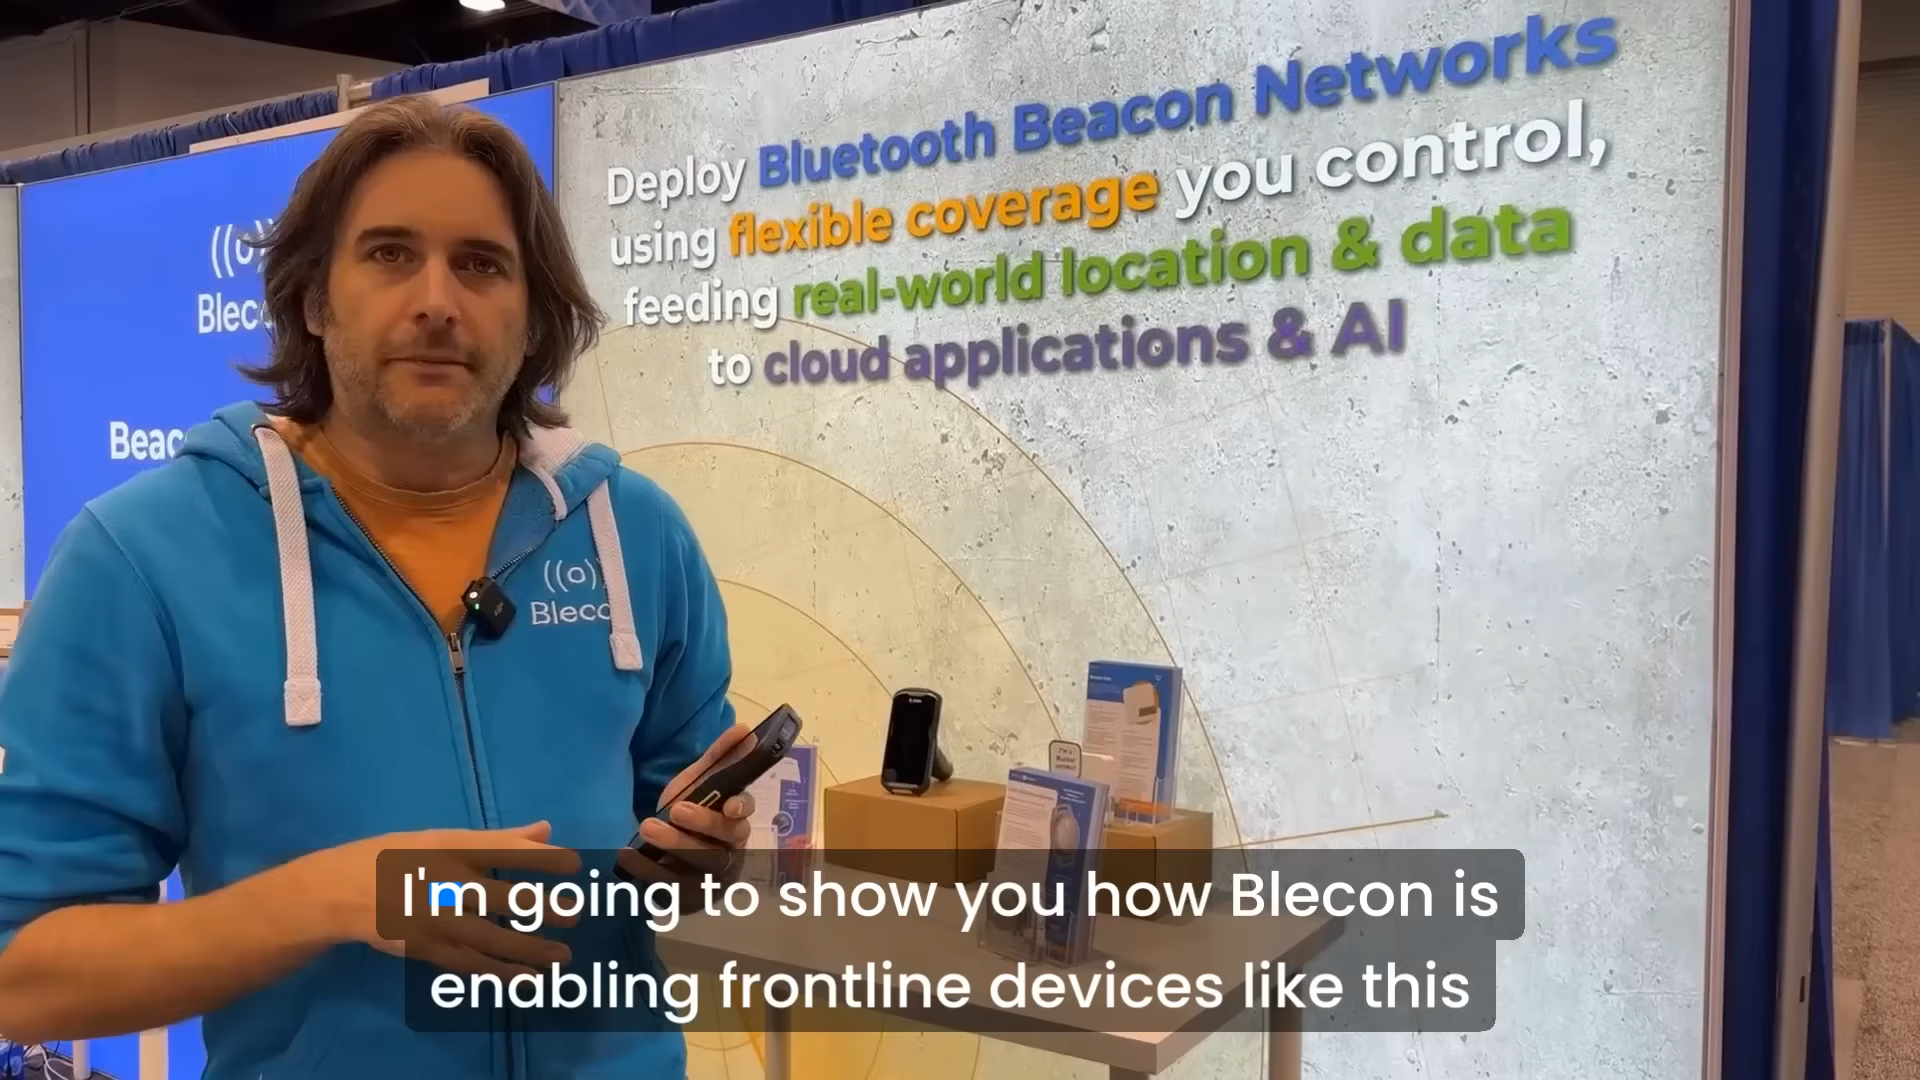 Deploy Bluetooth Beacon Networks
using flexible coverage you control,
feeding real-world location & data
to cloud applications & AI
((o)
Blec
Beac
((o)
Blec
I'm going to show you how Blecon is
enabling frontline devices like this